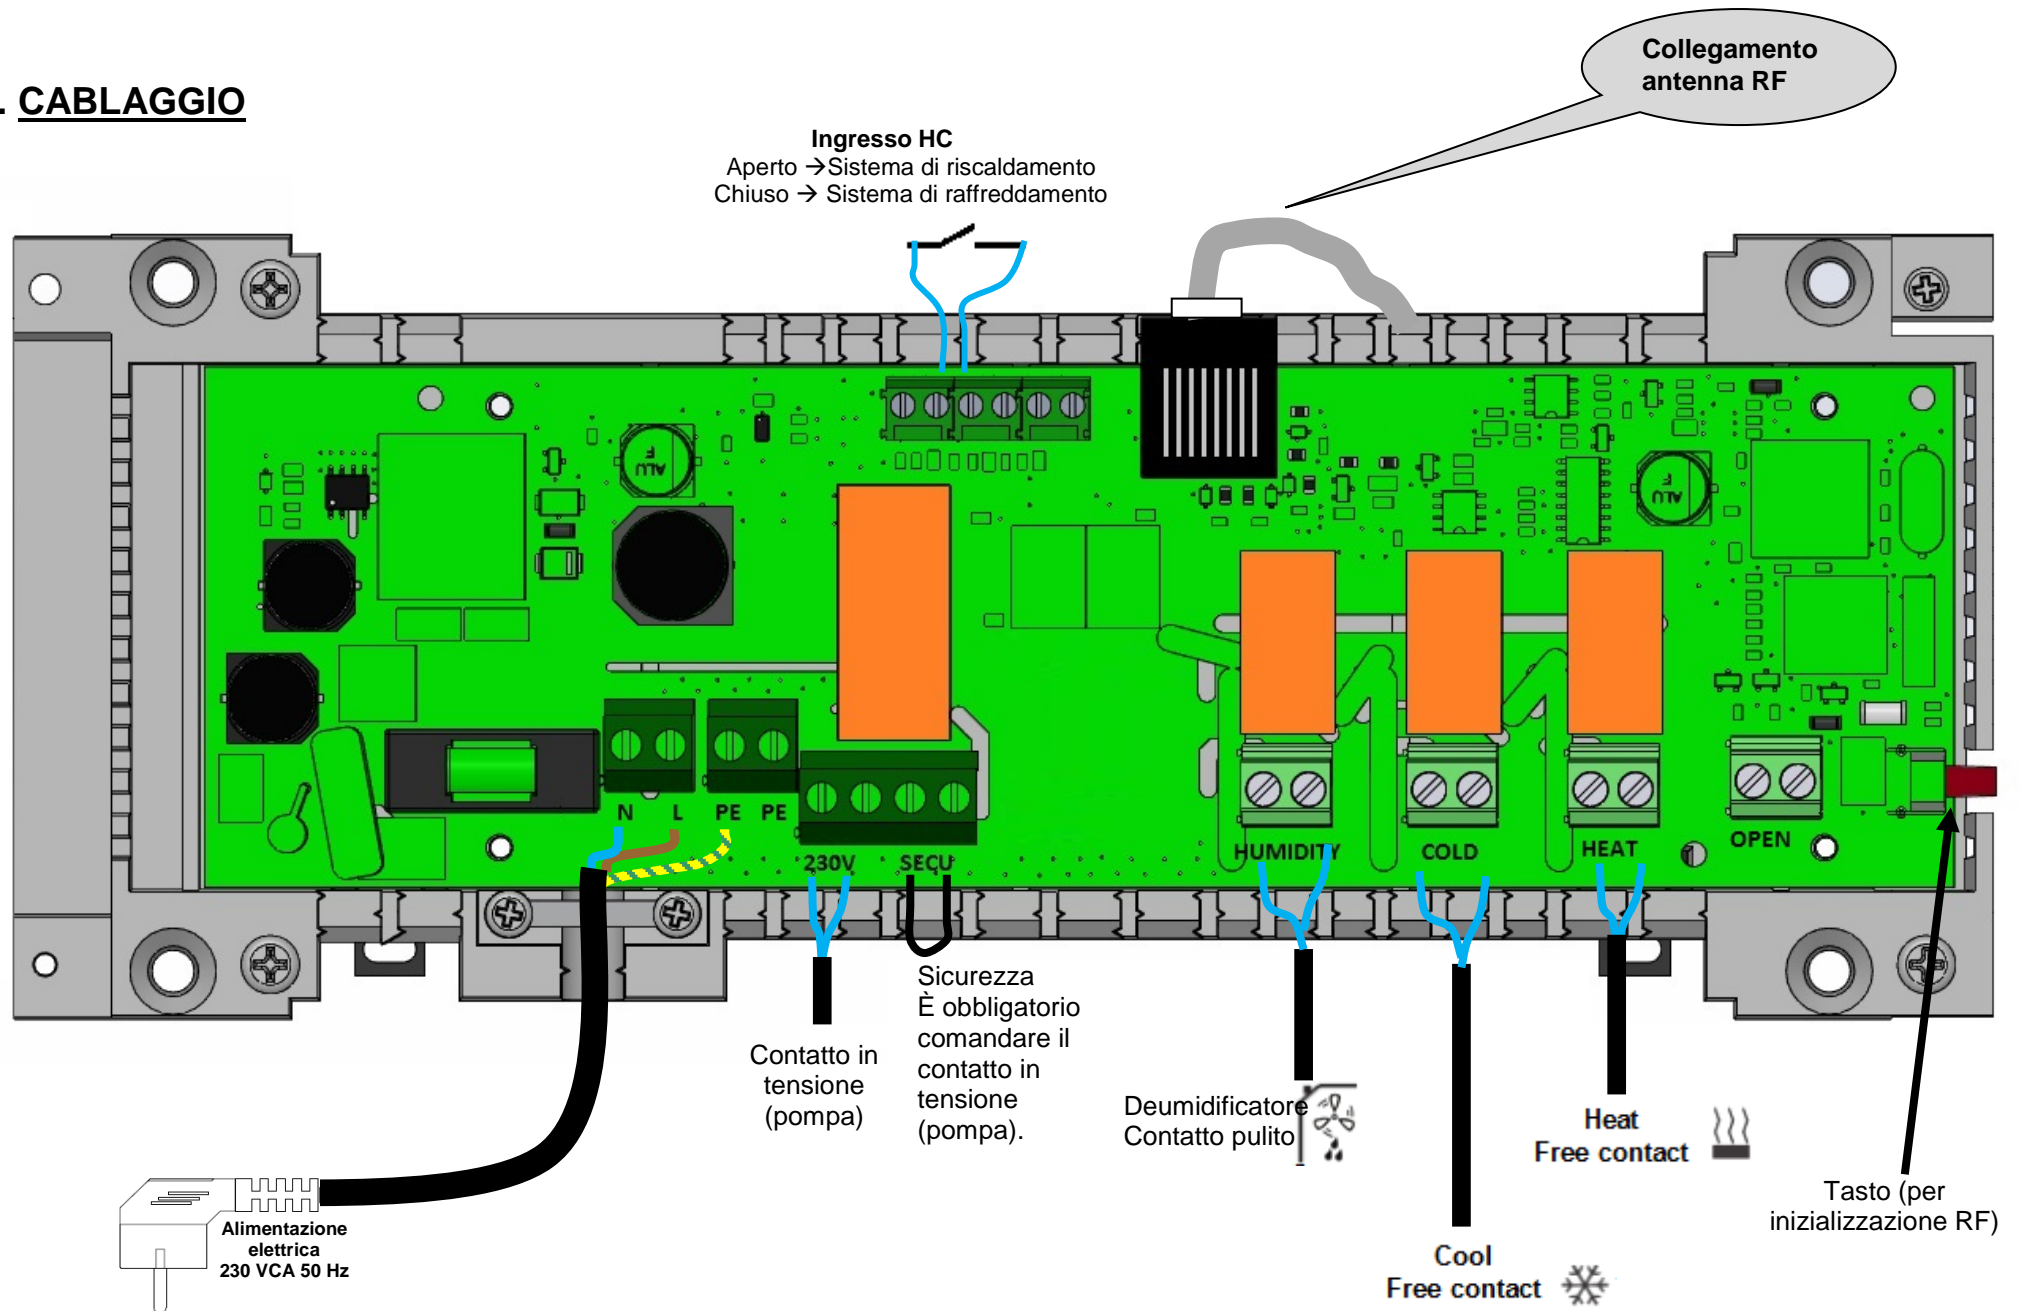 . CABLAGGIO
Collegamento
antenna RF
Ingresso HC
Aperto →Sistema di riscaldamento
Chiuso → Sistema di raffreddamento
ALU
F
ALU
F
N
L
PE
PE
230V
SECU
HUMIDITY
COLD
HEAT
OPEN
Contatto in
tensione
(pompa)
Sicurezza
È obbligatorio
comandare il
contatto in
tensione
(pompa).
Deumidificatore
Contatto pulito
Heat
Free contact
Cool
Free contact
Tasto (per
inizializzazione RF)
Alimentazione
elettrica
230 VCA 50 Hz